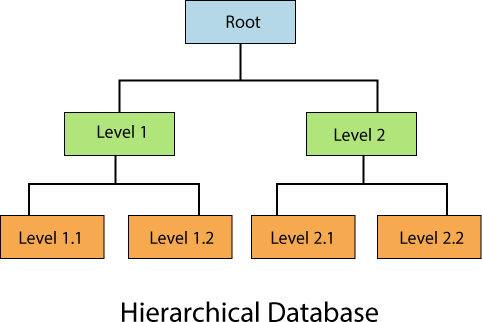 Root
Level 1
Level 2
Level 1.1
Level 1.2
Level 2.1
Level 2.2
Hierarchical Database